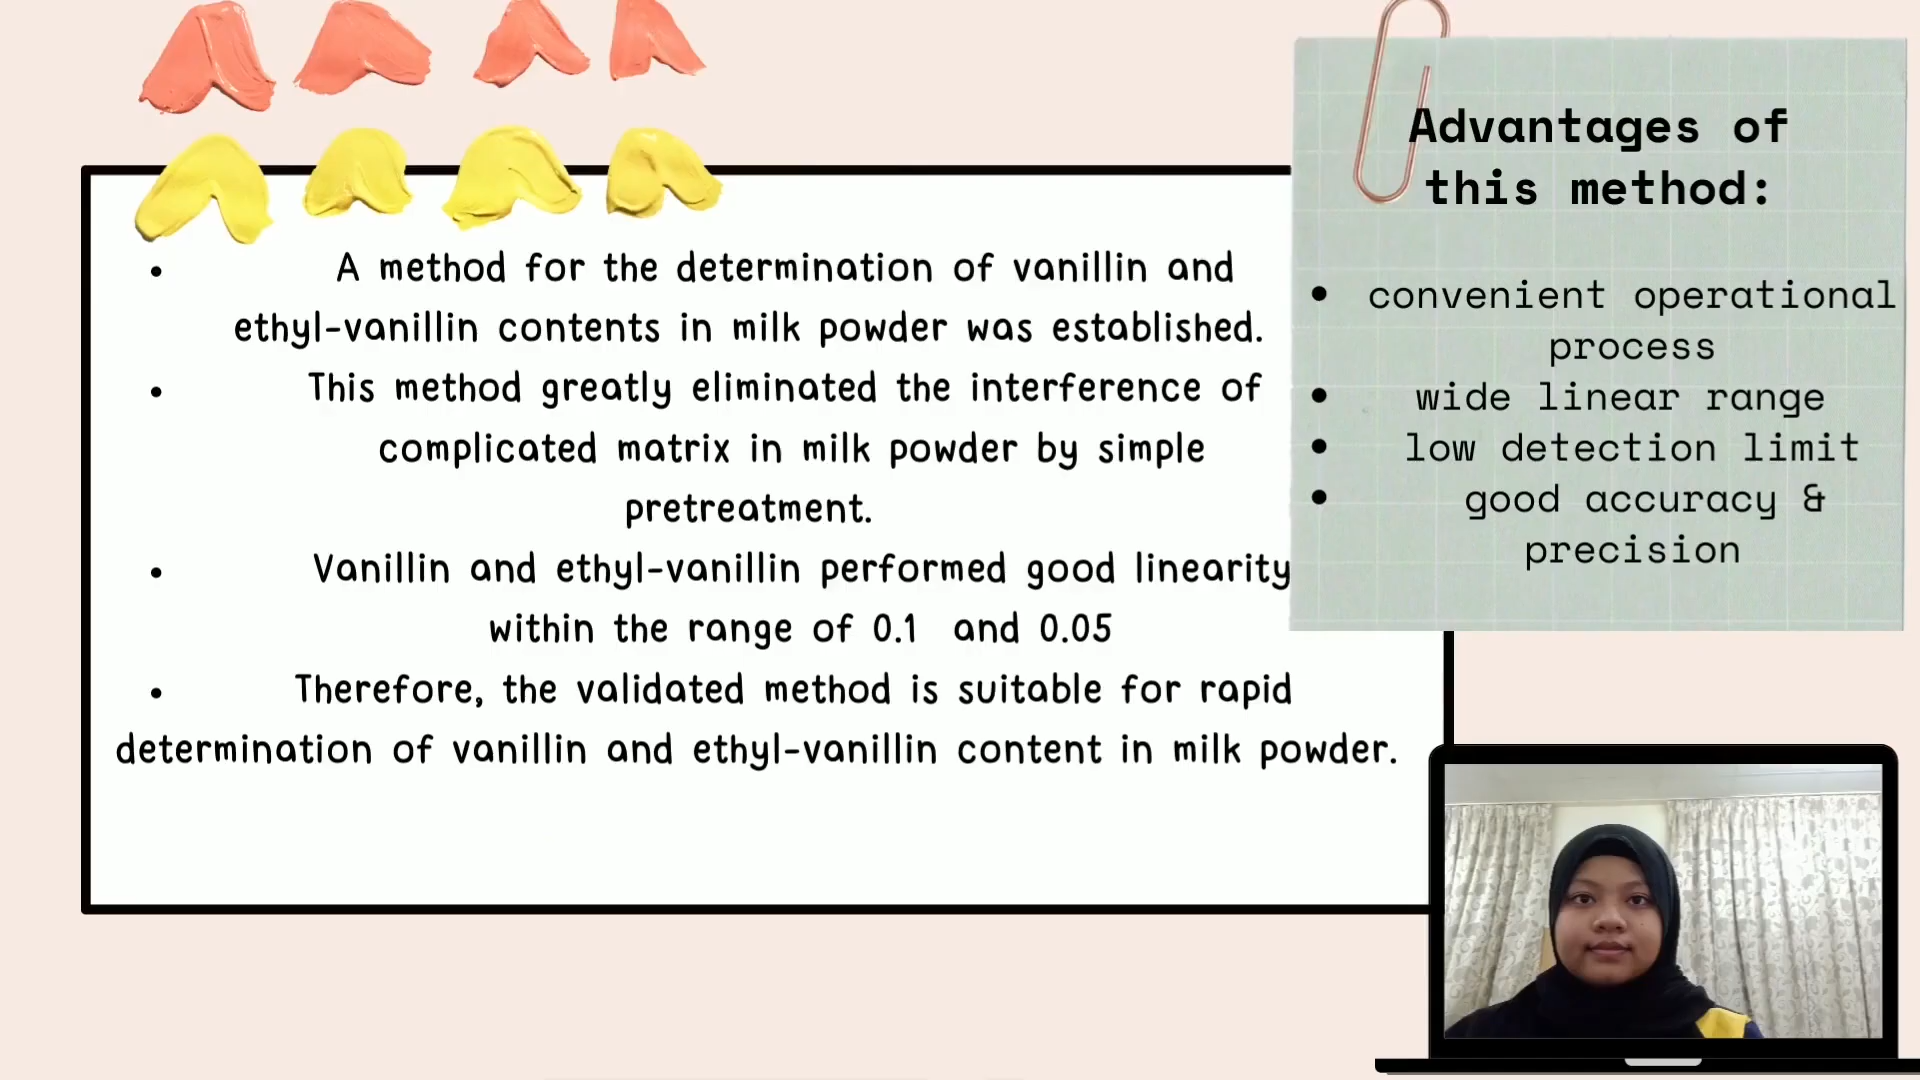 • A method for the determination of vanillin and
ethyl-vanillin contents in milk powder was established.
• This method greatly eliminated the interference of
complicated matrix in milk powder by simple
pretreatment.
• Vanillin and ethyl-vanillin performed good linearity
within the range of 0.1 and 0.05
• Therefore, the validated method is suitable for rapid
determination of vanillin and ethyl-vanillin content in milk powder.
Advantages of
this method:
• convenient operational
process
• wide linear range
• low detection limit
• good accuracy &
precision